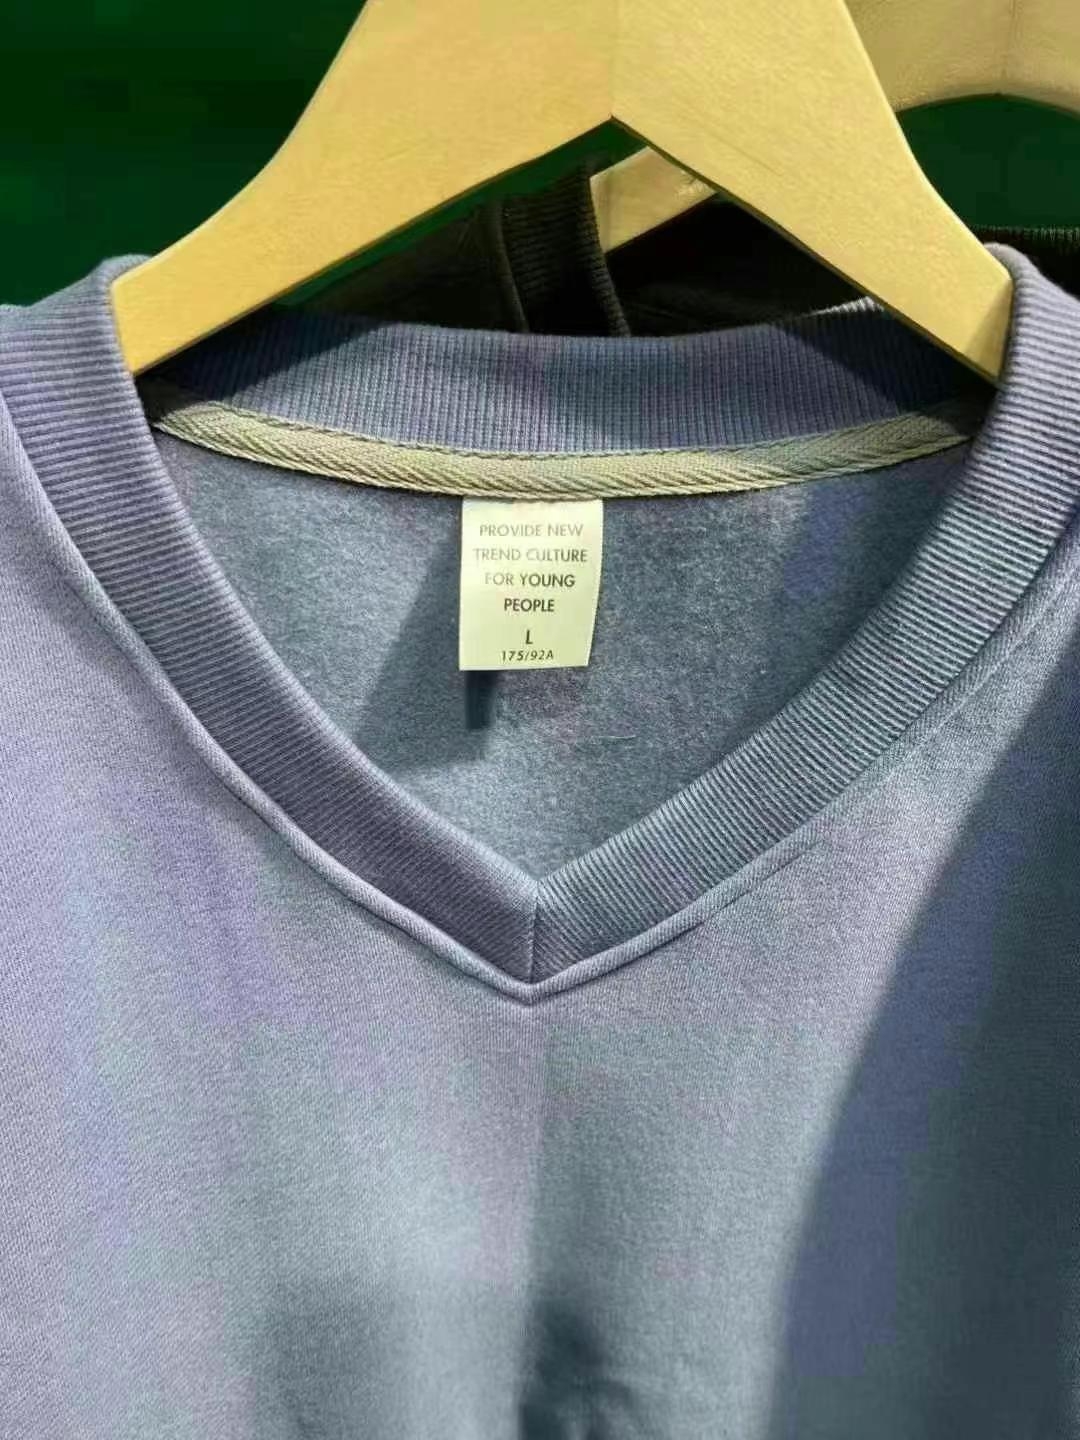 PROVIDE NEW
TREND CULTURE
FOR YOUNG
PEOPLE
L
175/92A